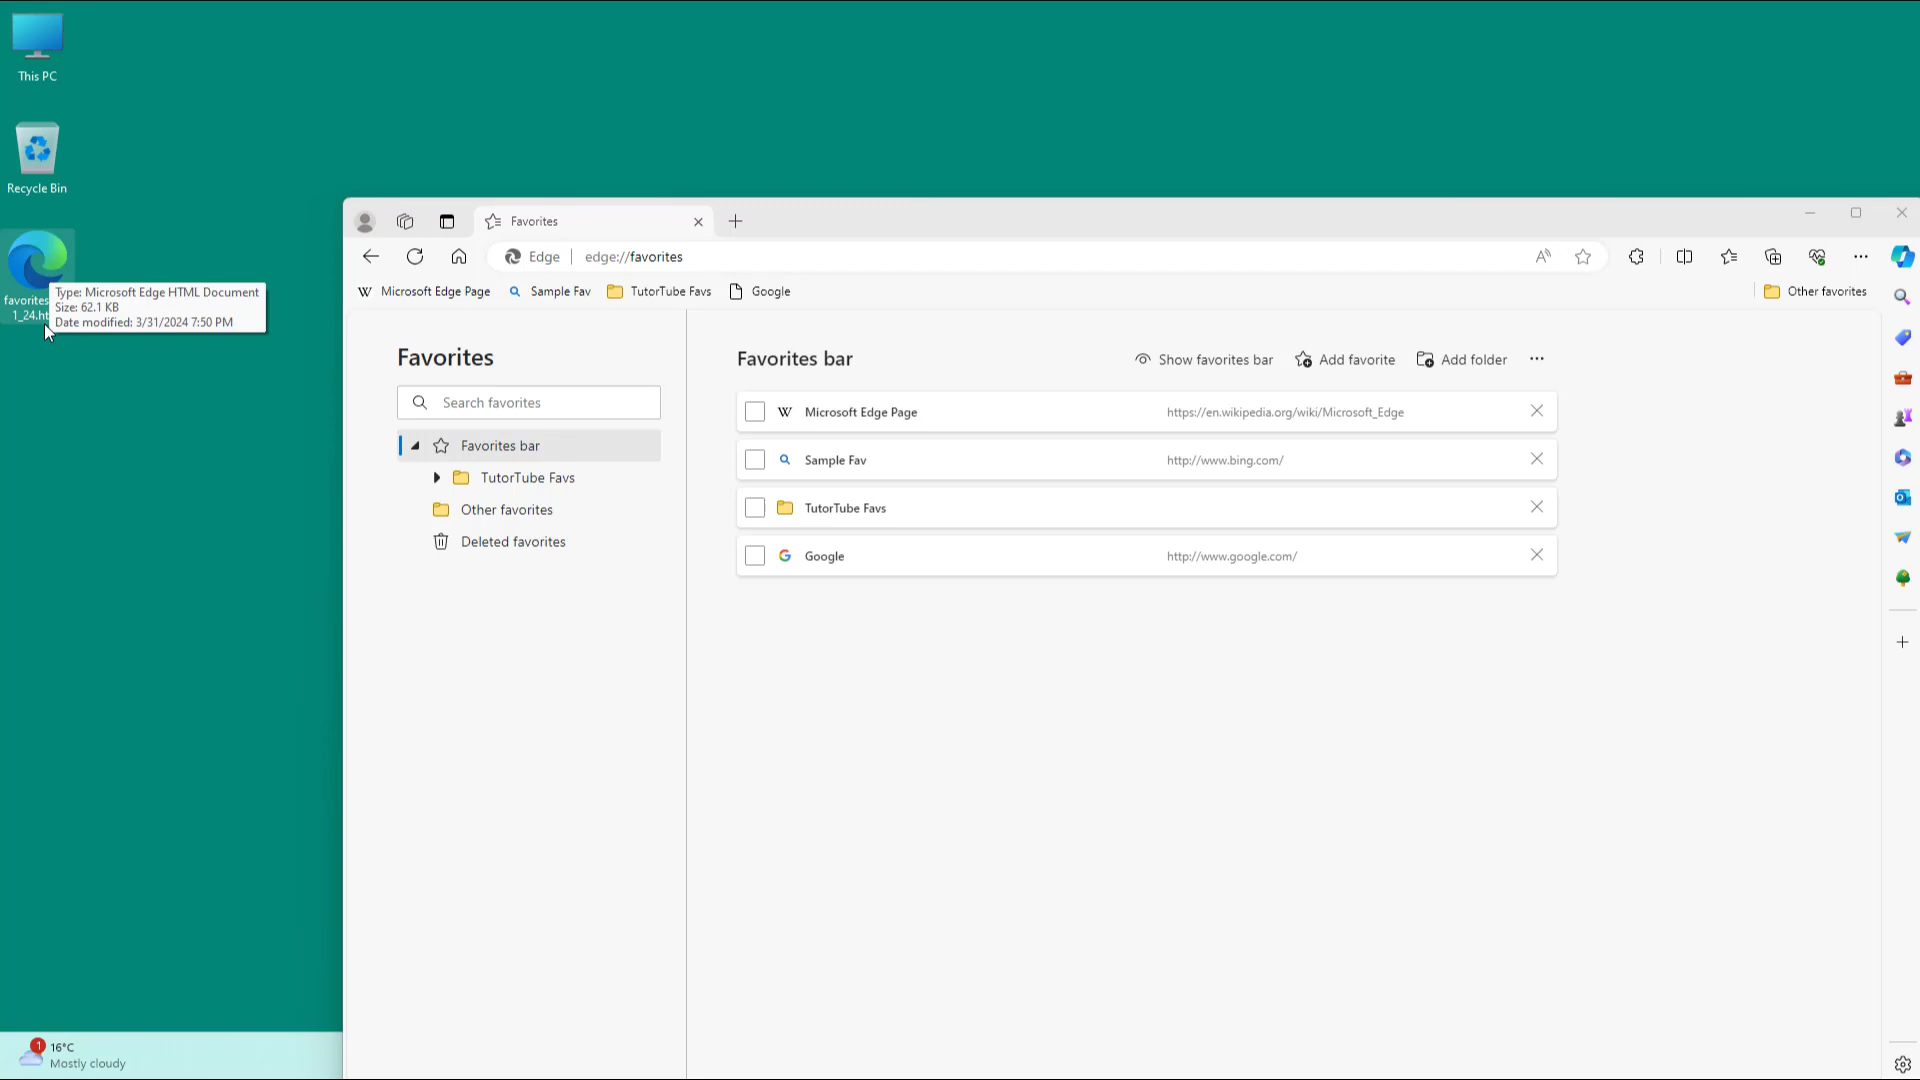 This PC
Recycle Bin
favorites
1_24.ht
Type: Microsoft Edge HTML Document
Size: 62.1 KB
Date modified: 3/31/2024 7:50 PM
Favorites
Edge
edge://favorites
Microsoft Edge Page
Sample Fav
TutorTube Favs
Google
Other favorites
Favorites
Search favorites
Favorites bar
TutorTube Favs
Other favorites
Deleted favorites
Favorites bar
Show favorites bar
Add favorite
Add folder
Microsoft Edge Page
https://en.wikipedia.org/wiki/Microsoft_Edge
Sample Fav
http://www.bing.com/
TutorTube Favs
Google
http://www.google.com/
1
16°C
Mostly cloudy